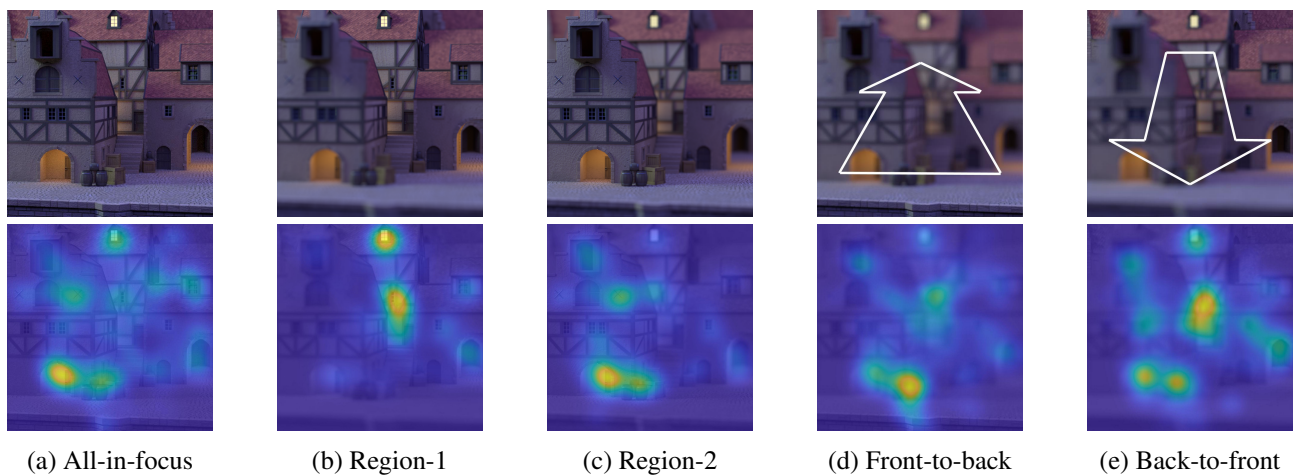 (a) All-in-focus
(b) Region-1
(c) Region-2
(d) Front-to-back
(e) Back-to-front